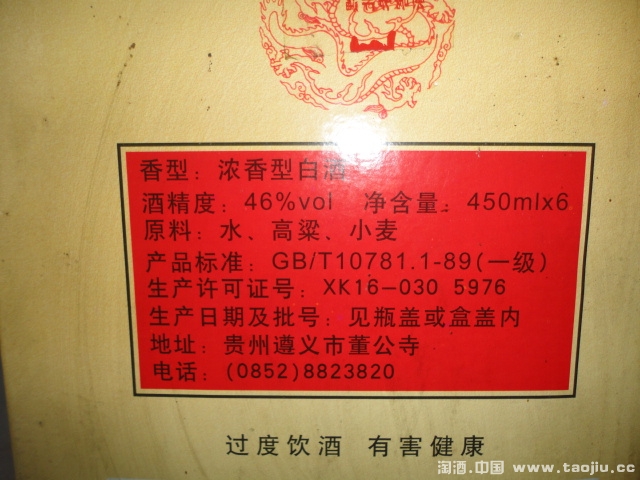 香型：浓香型白酒
酒精度：46%vol 净含量：450mlx6
原料：水、高粱、小麦
产品标准：GB/T10781.1-89(一级)
生产许可证号：XK16-030 5976
生产日期及批号：见瓶盖或盒盖内
地址：贵州遵义市董公寺
电话：(0852)8823820
过度饮酒 有害健康
淘酒.中国 www.taojiu.cc